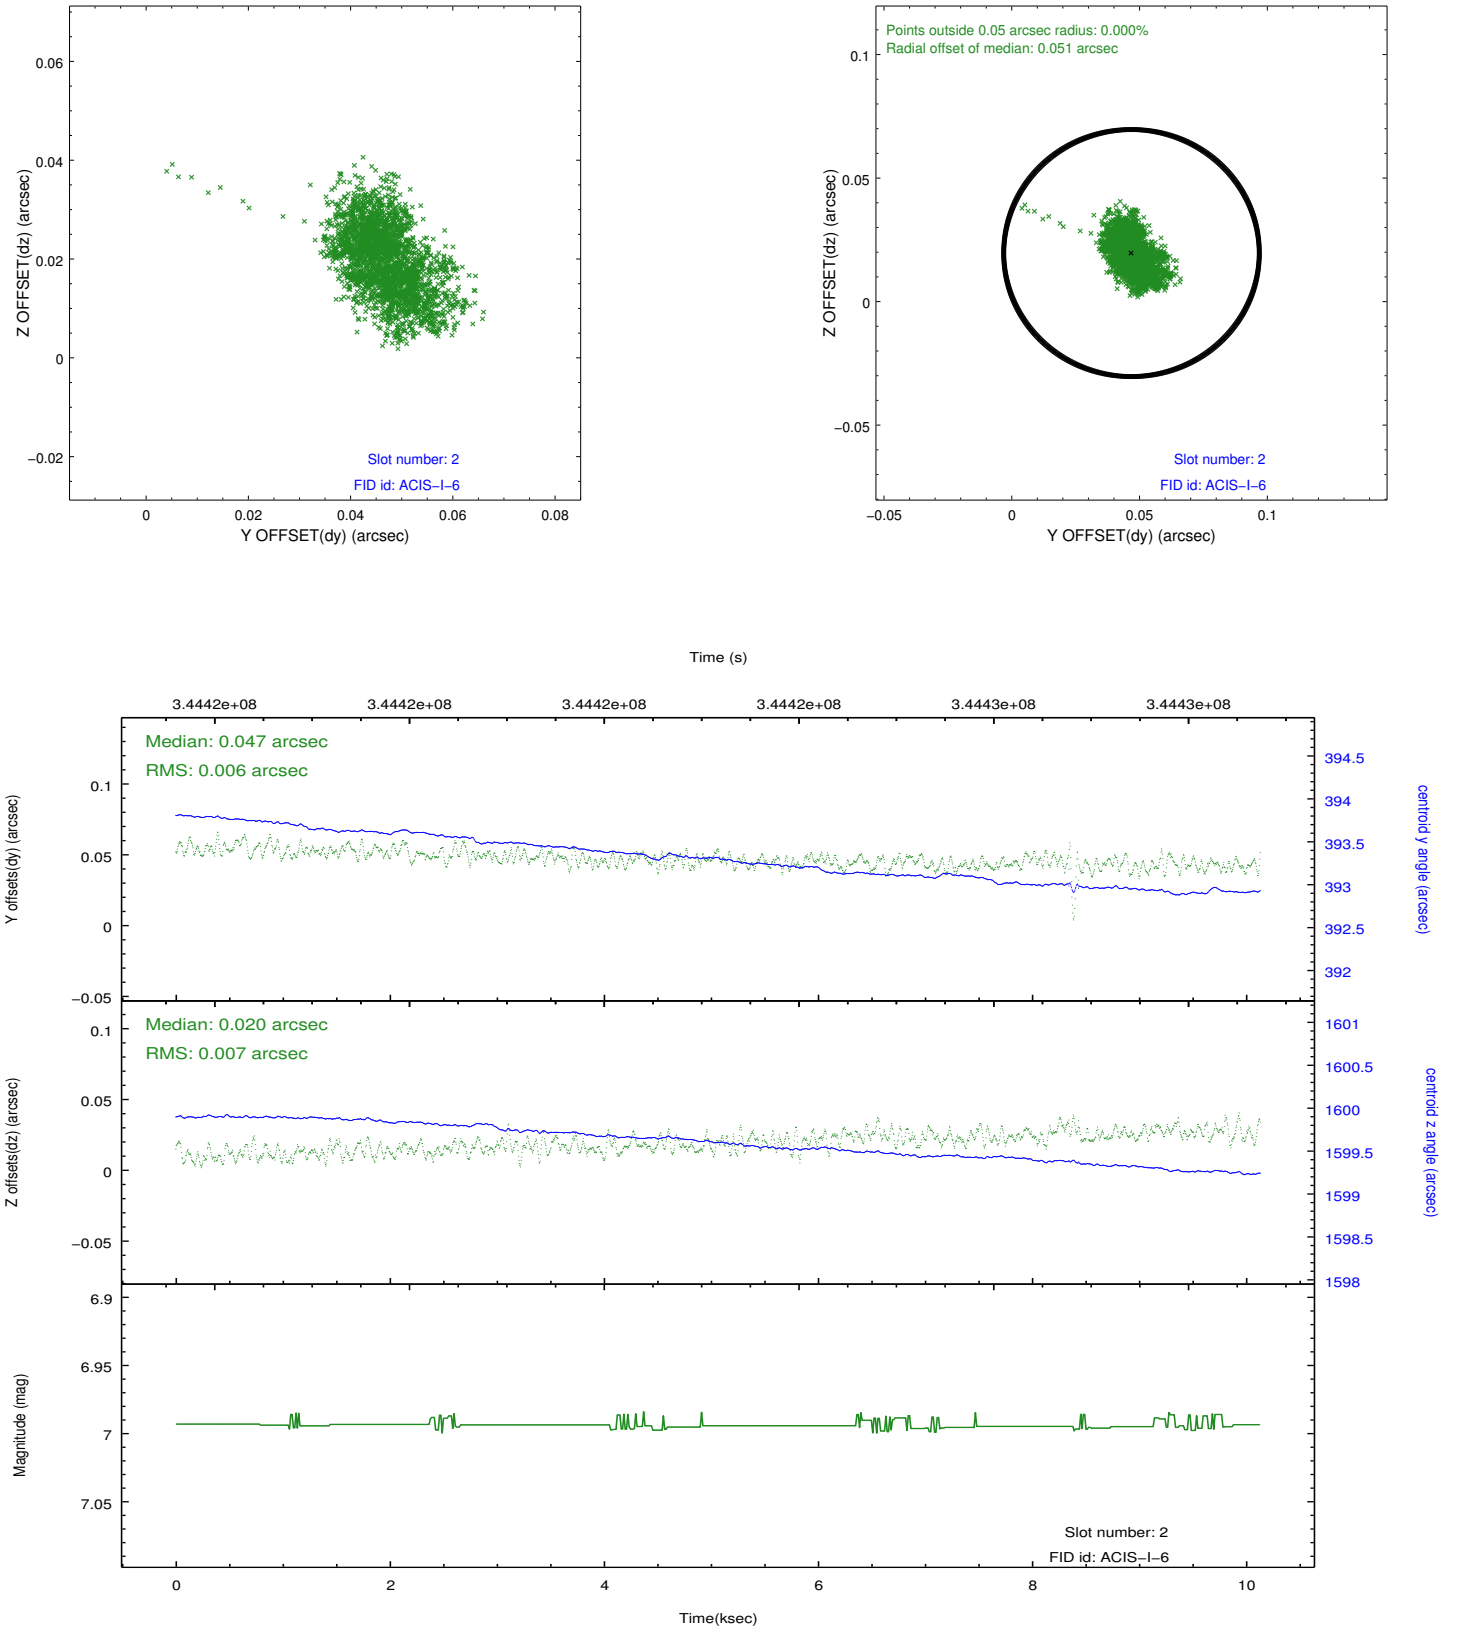 0.06
0.04
0.02
0
−0.02
Z OFFSET(dz) (arcsec)
Slot number: 2
FID id: ACIS−I−6
0 0.02 0.04 0.06 0.08
Y OFFSET(dy) (arcsec)
Points outside 0.05 arcsec radius: 0.000%
Radial offset of median: 0.051 arcsec
0.1
0.05
0
−0.05
Z OFFSET(dz) (arcsec)
Slot number: 2
FID id: ACIS−I−6
−0.05 0 0.05 0.1
Y OFFSET(dy) (arcsec)
Time (s)
3.4442e+08 3.4442e+08 3.4442e+08 3.4442e+08 3.4443e+08 3.4443e+08
Median: 0.047 arcsec
RMS: 0.006 arcsec
0.1
0.05
0
−0.05
Y offsets(dy) (arcsec)
394.5
394
393.5
393
392.5
392
centroid y angle (arcsec)
Median: 0.020 arcsec
RMS: 0.007 arcsec
0.1
0.05
0
−0.05
Z offsets(dz) (arcsec)
1601
1600.5
1600
1599.5
1599
1598.5
1598
centroid z angle (arcsec)
6.9
6.95
7
7.05
Magnitude (mag)
Slot number: 2
FID id: ACIS−I−6
0 2 4 6 8 10
Time(ksec)